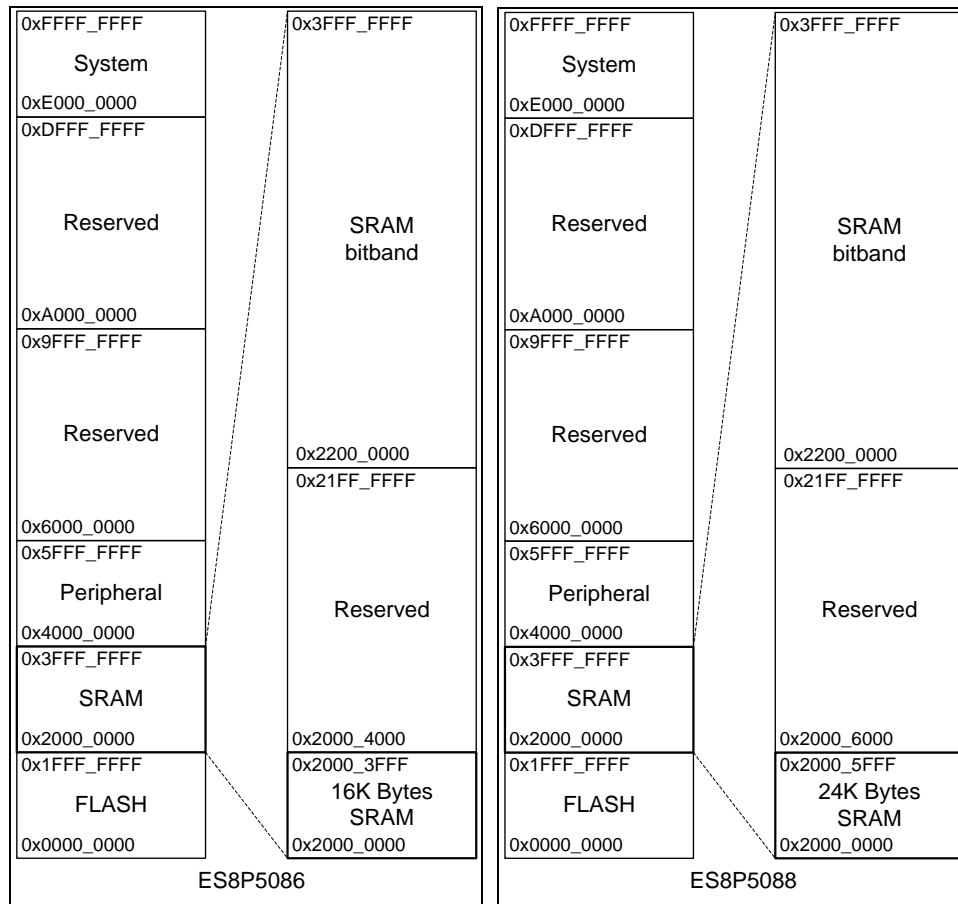 0xFFFF_FFFF
System
0xE000_0000
0xDFFF_FFFF
Reserved
0xA000_0000
0x9FFF_FFFF
Reserved
0x6000_0000
0x5FFF_FFFF
Peripheral
0x4000_0000
0x3FFF_FFFF
SRAM
0x2000_0000
0x1FFF_FFFF
FLASH
0x0000_0000
0x3FFF_FFFF
SRAM
bitband
0x2200_0000
0x21FF_FFFF
Reserved
0x2000_4000
0x2000_3FFF
16K Bytes
SRAM
0x2000_0000
ES8P5086
0xFFFF_FFFF
System
0xE000_0000
0xDFFF_FFFF
Reserved
0xA000_0000
0x9FFF_FFFF
Reserved
0x6000_0000
0x5FFF_FFFF
Peripheral
0x4000_0000
0x3FFF_FFFF
SRAM
0x2000_0000
0x1FFF_FFFF
FLASH
0x0000_0000
0x3FFF_FFFF
SRAM
bitband
0x2200_0000
0x21FF_FFFF
Reserved
0x2000_6000
0x2000_5FFF
24K Bytes
SRAM
0x2000_0000
ES8P5088